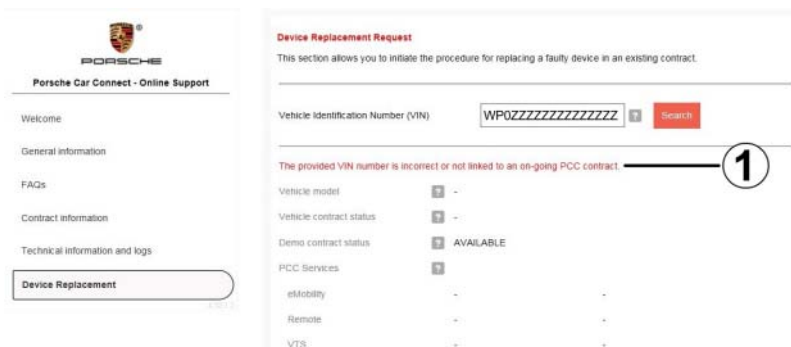 PORSCHE
Porsche Car Connect - Online Support
Welcome
General information
FAQs
Contract information
Technical information and logs
Device Replacement
Device Replacement Request
This section allows you to initiate the procedure for replacing a faulty device in an existing contract.
Vehicle Identification Number (VIN) WP0ZZZZZZZZZZZZZZ ? Search
The provided VIN number is incorrect or not linked to an on-going PCC contract. 1
Vehicle model ? -
Vehicle contract status ? -
Demo contract status ? AVAILABLE
PCC Services ?
eMobility - -
Remote - -
VTS - -